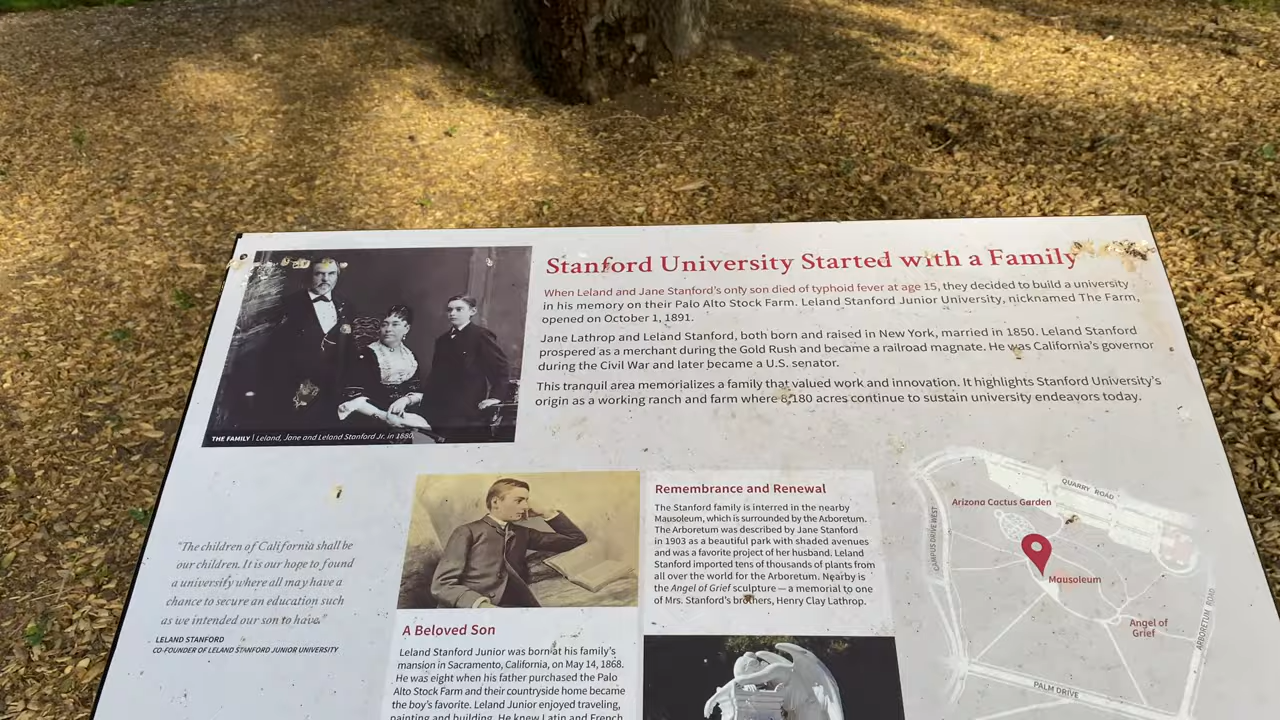 Stanford University Started with a Family
When Leland and Jane Stanford's only son died of typhoid fever at age 15, they decided to build a university
in his memory on their Palo Alto Stock Farm. Leland Stanford Junior University, nicknamed The Farm,
opened on October 1, 1891.
Jane Lathrop and Leland Stanford, both born and raised in New York, married in 1850. Leland Stanford
prospered as a merchant during the Gold Rush and became a railroad magnate. He was California's governor
during the Civil War and later became a U.S. senator.
This tranquil area memorializes a family that valued work and innovation. It highlights Stanford University's
origin as a working ranch and farm where 8,180 acres continue to sustain university endeavors today.
THE FAMILY | Leland, Jane and Leland Stanford Jr. in 1880.
"The children of California shall be
our children. It is our hope to found
a university where all may have a
chance to secure an education such
as we intended our son to have."
LELAND STANFORD
CO-FOUNDER OF LELAND STANFORD JUNIOR UNIVERSITY
A Beloved Son
Leland Stanford Junior was born at his family's
mansion in Sacramento, California, on May 14, 1868.
He was eight when his father purchased the Palo
Alto Stock Farm and their countryside home became
the boy's favorite. Leland Junior enjoyed traveling,
painting and building. He knew Latin and French
Remembrance and Renewal
The Stanford family is interred in the nearby
Mausoleum, which is surrounded by the Arboretum.
The Arboretum was described by Jane Stanford
in 1903 as a beautiful park with shaded avenues
and was a favorite project of her husband. Leland
Stanford imported tens of thousands of plants from
all over the world for the Arboretum. Nearby is
the Angel of Grief sculpture — a memorial to one
of Mrs. Stanford's brothers, Henry Clay Lathrop.
QUARRY ROAD
Arizona Cactus Garden
CAMPUS DRIVE WEST
Mausoleum
Angel of
Grief
ARBORETUM ROAD
PALM DRIVE